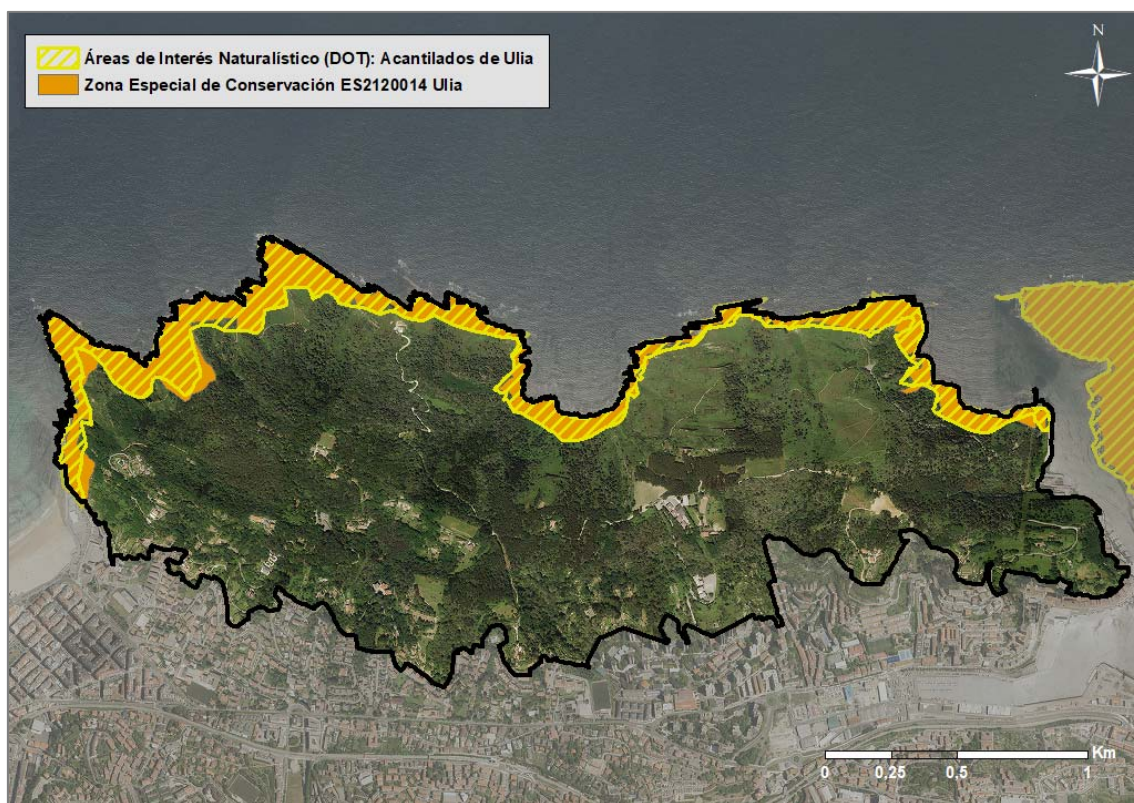 Áreas de Interés Naturalístico (DOT): Acantilados de Ulia
Zona Especial de Conservación ES2120014 Ulia
N
Km
0 0,25 0,5 1